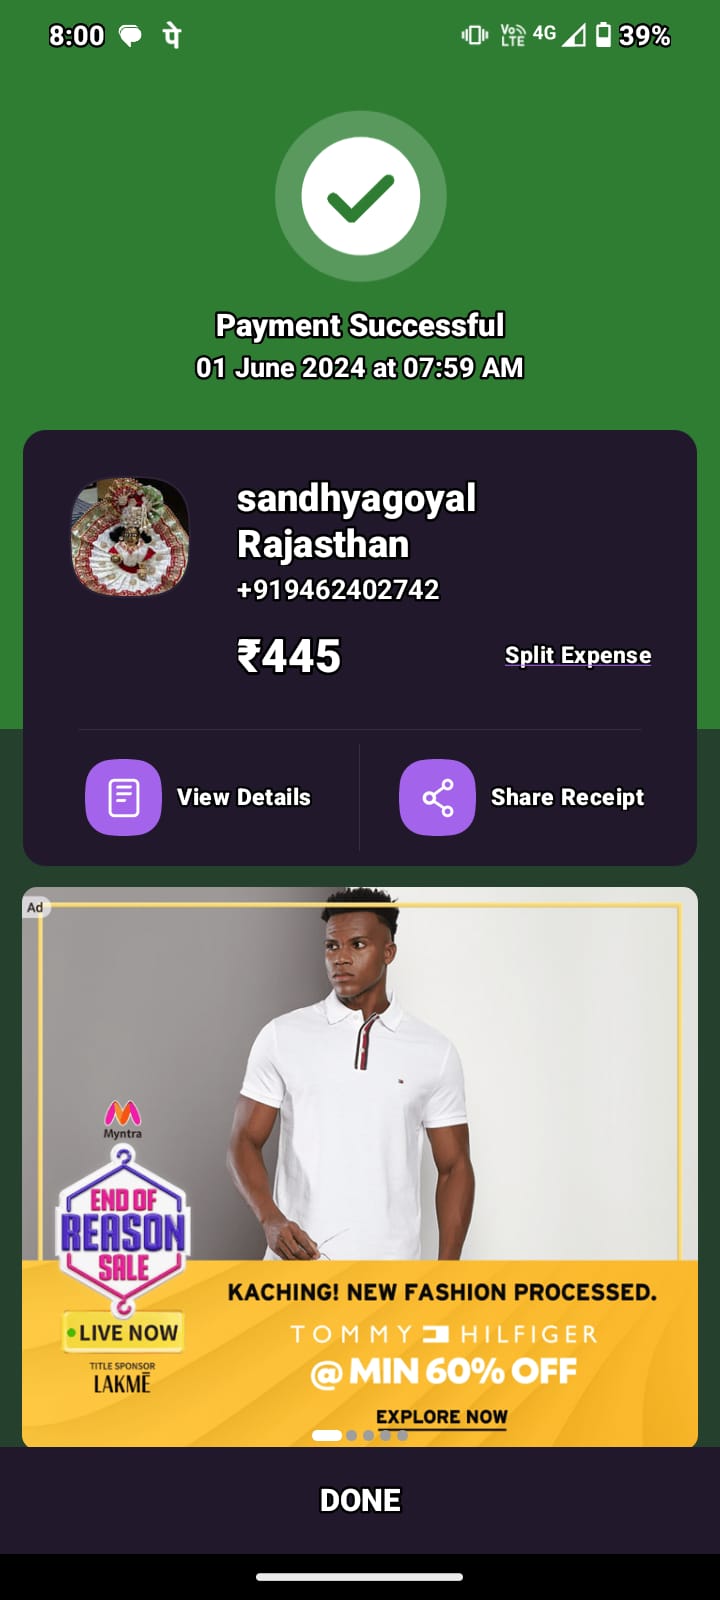 8:00 पे 4G 39%
Vo LTE
Payment Successful
01 June 2024 at 07:59 AM
sandhyagoyal
Rajasthan
+919462402742
₹445
Split Expense
View Details
Share Receipt
Ad
Myntra
END OF
REASON
SALE
LIVE NOW
TITLE SPONSOR
LAKMĒ
KACHING! NEW FASHION PROCESSED.
TOMMY HILFIGER
@ MIN 60% OFF
EXPLORE NOW
DONE